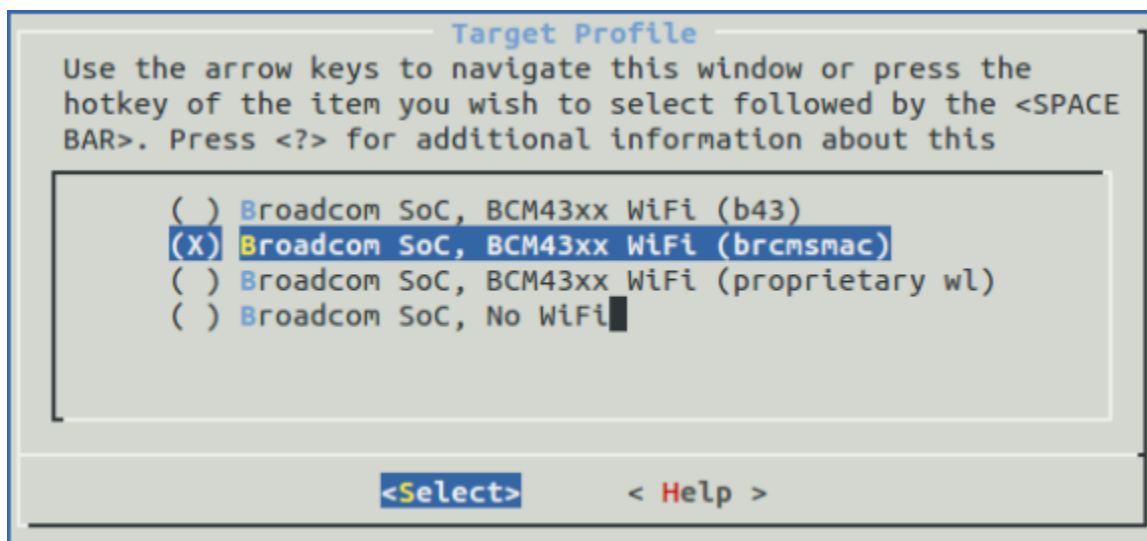 Target Profile
Use the arrow keys to navigate this window or press the
hotkey of the item you wish to select followed by the <SPACE
BAR>. Press <?> for additional information about this
( ) Broadcom SoC, BCM43xx WiFi (b43)
(X) Broadcom SoC, BCM43xx WiFi (brcmsmac)
( ) Broadcom SoC, BCM43xx WiFi (proprietary wl)
( ) Broadcom SoC, No WiFi
<Select> < Help >